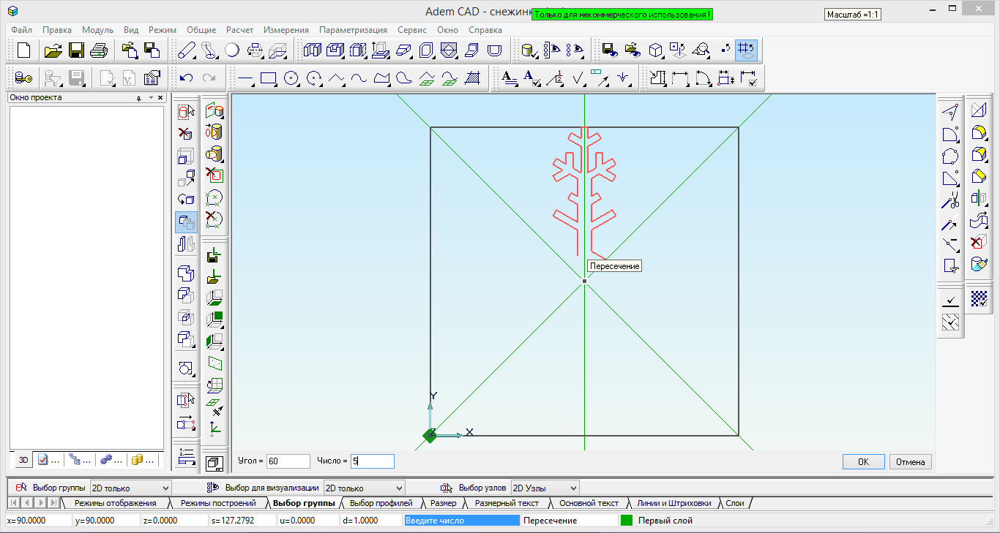 Adem CAD - снежинк
Только для некоммерческого использования !
Масштаб =1:1
Файл Правка Модуль Вид Режим Общие Расчет Измерения Параметризация Сервис Окно Справка
Окно проекта
Пересечение
Y
Z
X
3D ... ... ... ...
Угол = 60 Число = 5 OK Отмена
Выбор группы 2D только Выбор для визуализации 2D только Выбор узлов 2D Узлы
Режимы отображения Режимы построений Выбор группы Выбор профилей Размер Размерный текст Основной текст Линии и Штриховки Слои
x=90.0000 y=90.0000 z=0.0000 s=127.2792 u=0.0000 d=1.0000 Введите число Пересечение Первый слой